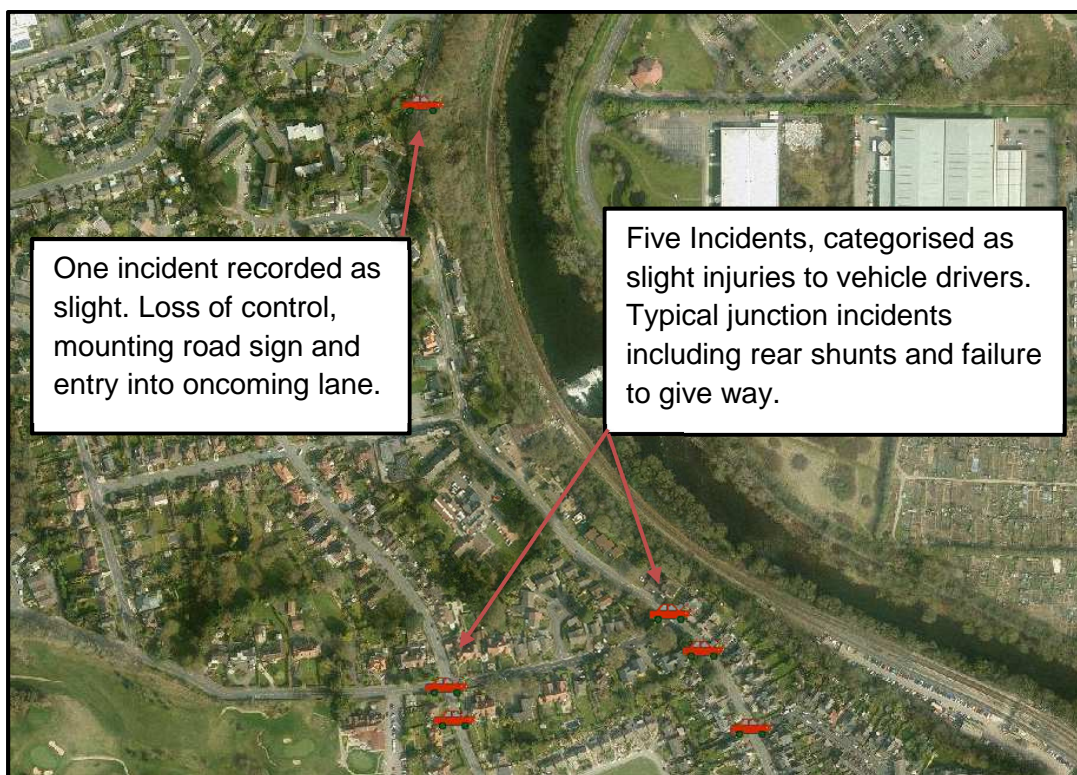 One incident recorded as
slight. Loss of control,
mounting road sign and
entry into oncoming lane.
Five Incidents, categorised as
slight injuries to vehicle drivers.
Typical junction incidents
including rear shunts and failure
to give way.